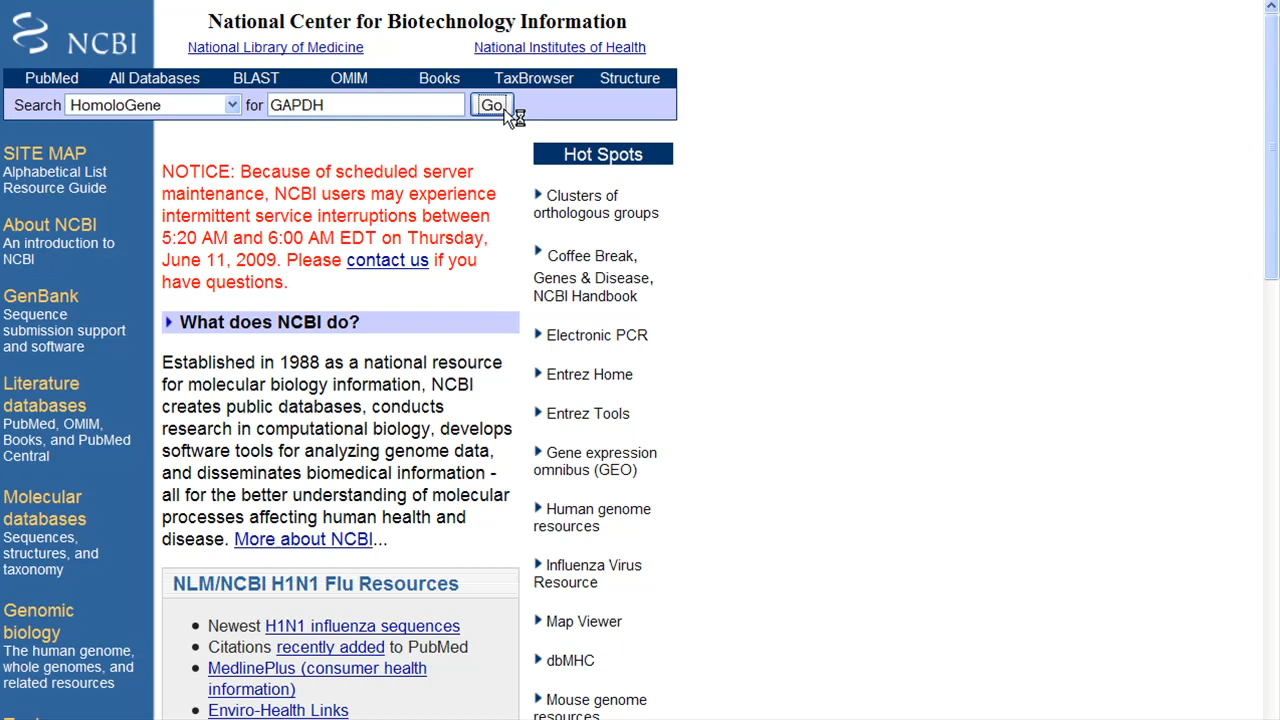 NCBI
National Center for Biotechnology Information
National Library of Medicine National Institutes of Health
PubMed All Databases BLAST OMIM Books TaxBrowser Structure
Search HomoloGene for GAPDH Go
SITE MAP
Alphabetical List
Resource Guide
About NCBI
An introduction to
NCBI
GenBank
Sequence
submission support
and software
Literature
databases
PubMed, OMIM,
Books, and PubMed
Central
Molecular
databases
Sequences,
structures, and
taxonomy
Genomic
biology
The human genome,
whole genomes, and
related resources
NOTICE: Because of scheduled server
maintenance, NCBI users may experience
intermittent service interruptions between
5:20 AM and 6:00 AM EDT on Thursday,
June 11, 2009. Please contact us if you
have questions.
What does NCBI do?
Established in 1988 as a national resource
for molecular biology information, NCBI
creates public databases, conducts
research in computational biology, develops
software tools for analyzing genome data,
and disseminates biomedical information -
all for the better understanding of molecular
processes affecting human health and
disease. More about NCBI...
NLM/NCBI H1N1 Flu Resources
Newest H1N1 influenza sequences
Citations recently added to PubMed
MedlinePlus (consumer health
information)
Enviro-Health Links
Hot Spots
Clusters of
orthologous groups
Coffee Break,
Genes & Disease,
NCBI Handbook
Electronic PCR
Entrez Home
Entrez Tools
Gene expression
omnibus (GEO)
Human genome
resources
Influenza Virus
Resource
Map Viewer
dbMHC
Mouse genome
resources